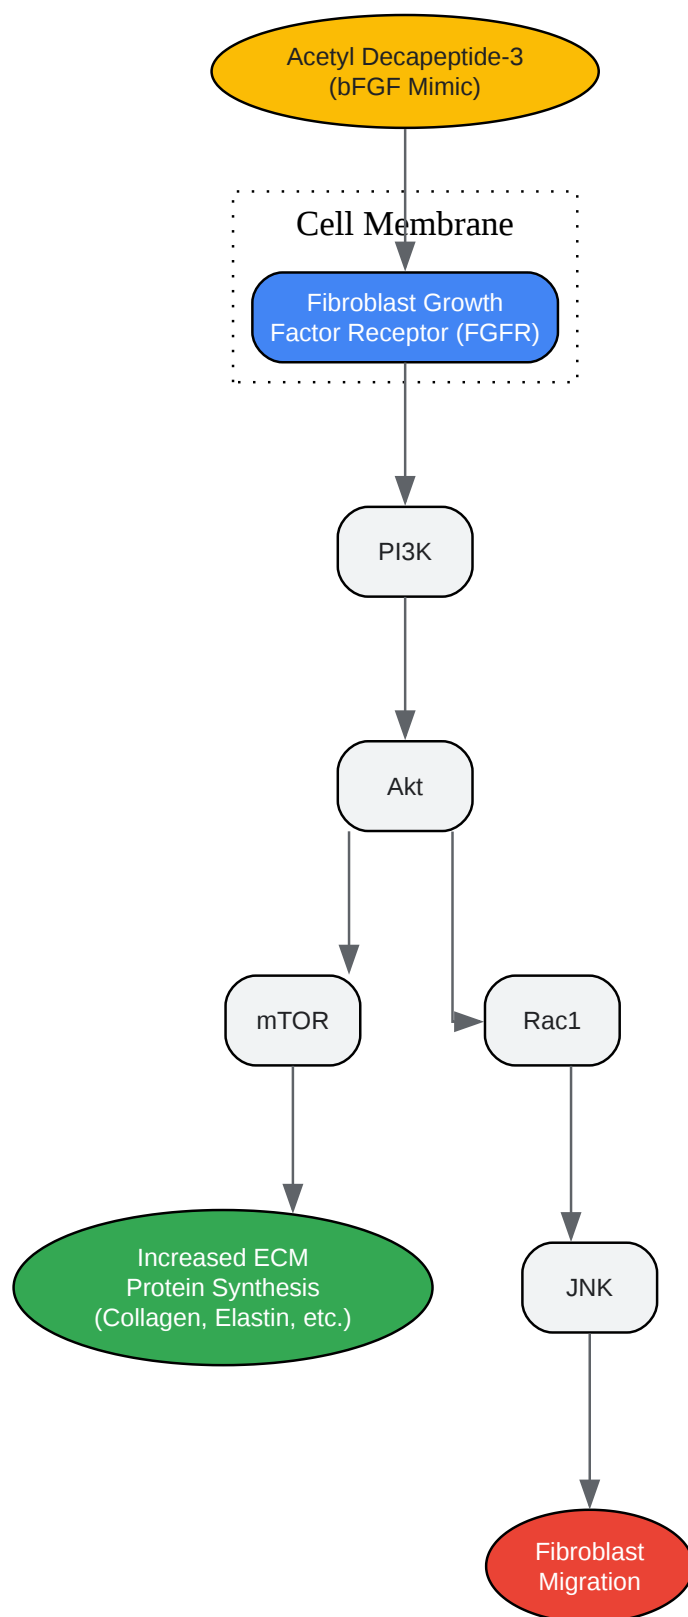 Acetyl Decapeptide-3
(bFGF Mimic)
Cell Membrane
Fibroblast Growth
Factor Receptor (FGFR)
PI3K
Akt
mTOR
Rac1
Increased ECM
Protein Synthesis
(Collagen, Elastin, etc.)
JNK
Fibroblast
Migration